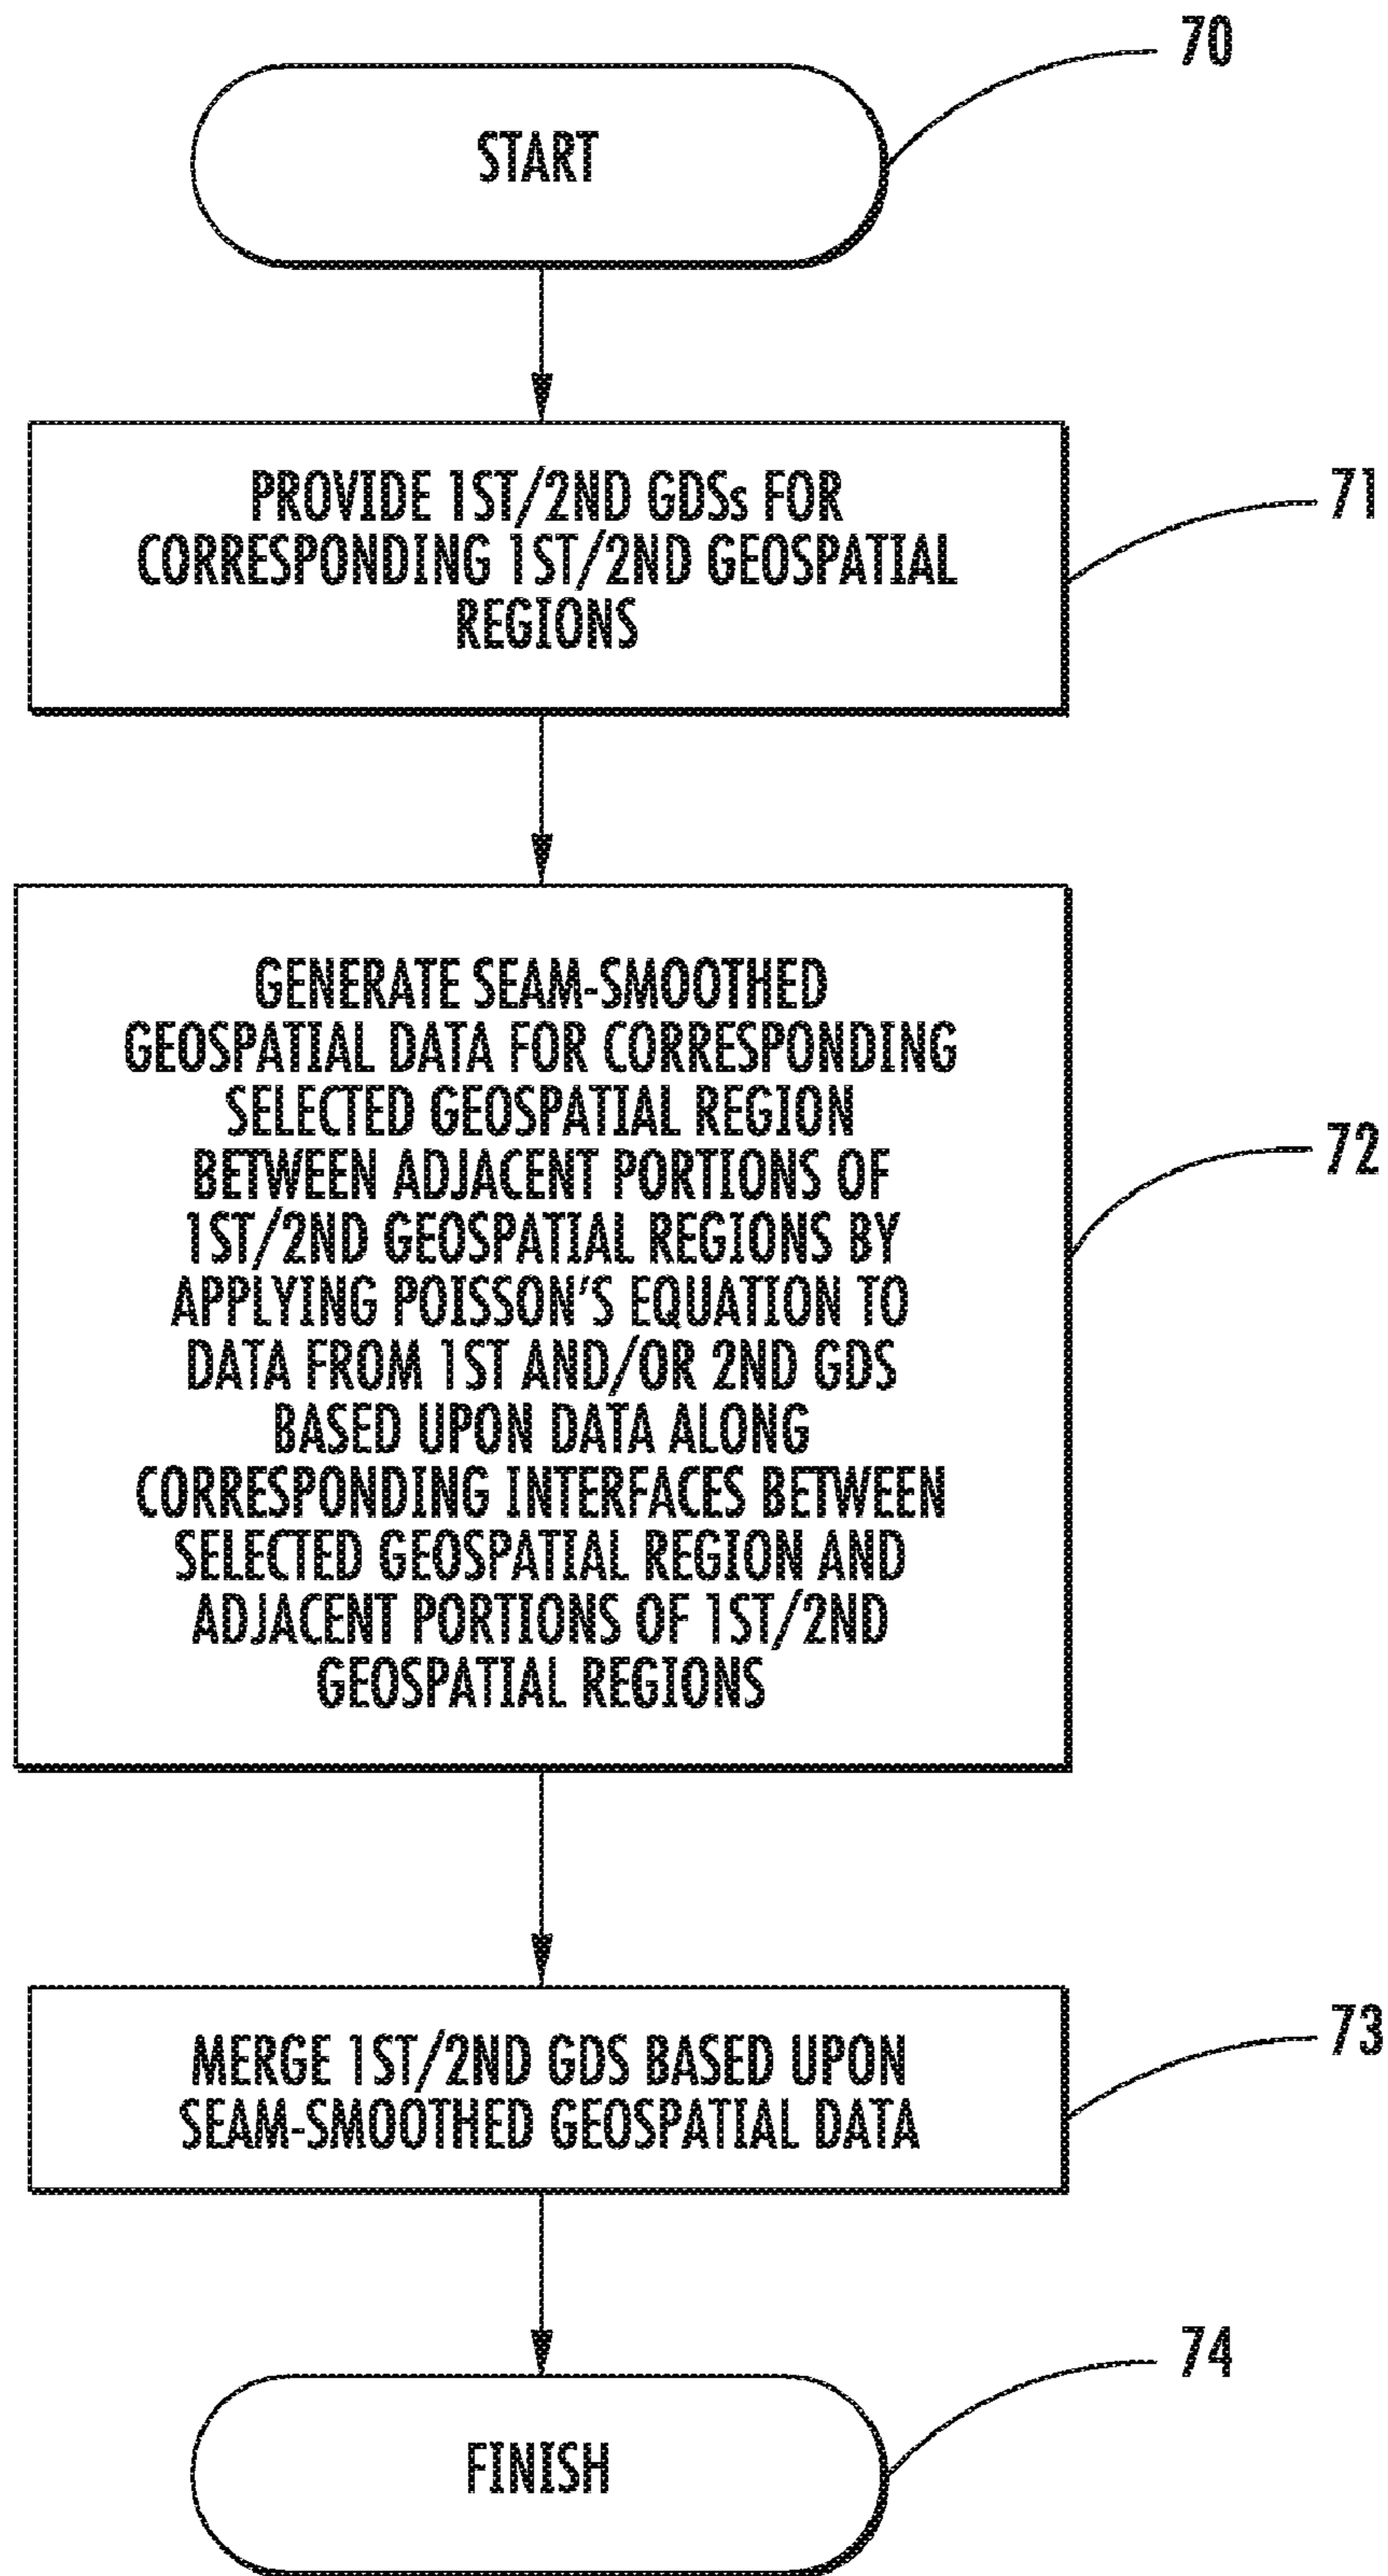 70
START
PROVIDE 1ST/2ND GDSs FOR
CORRESPONDING 1ST/2ND GEOSPATIAL
REGIONS
71
GENERATE SEAM-SMOOTHED
GEOSPATIAL DATA FOR CORRESPONDING
SELECTED GEOSPATIAL REGION
BETWEEN ADJACENT PORTIONS OF
1ST/2ND GEOSPATIAL REGIONS BY
APPLYING POISSON'S EQUATION TO
DATA FROM 1ST AND/OR 2ND GDS
BASED UPON DATA ALONG
CORRESPONDING INTERFACES BETWEEN
SELECTED GEOSPATIAL REGION AND
ADJACENT PORTIONS OF 1ST/2ND
GEOSPATIAL REGIONS
72
MERGE 1ST/2ND GDS BASED UPON
SEAM-SMOOTHED GEOSPATIAL DATA
73
FINISH
74